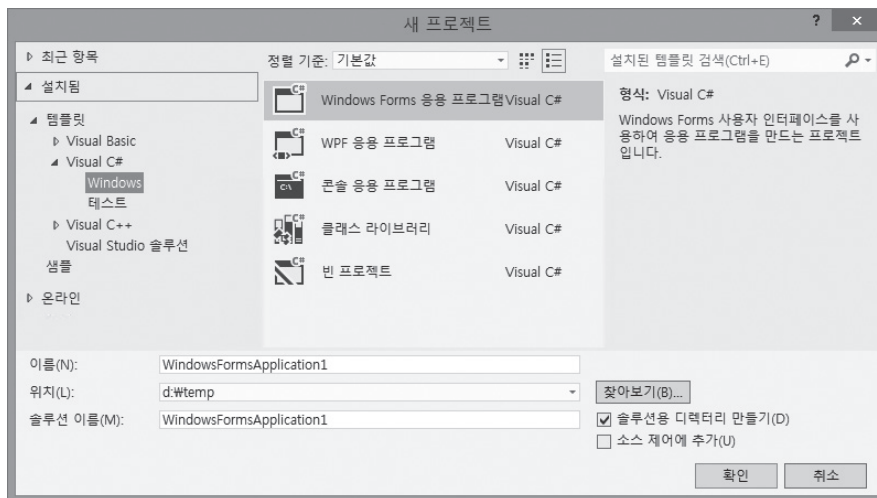 새 프로젝트
? ×
최근 항목
설치됨
템플릿
Visual Basic
Visual C#
Windows
테스트
Visual C++
Visual Studio 솔루션
샘플
온라인
정렬 기준: 기본값
Windows Forms 응용 프로그램 Visual C#
WPF 응용 프로그램 Visual C#
콘솔 응용 프로그램 Visual C#
클래스 라이브러리 Visual C#
빈 프로젝트 Visual C#
설치된 템플릿 검색(Ctrl+E)
형식: Visual C#
Windows Forms 사용자 인터페이스를 사
용하여 응용 프로그램을 만드는 프로젝트
입니다.
이름(N): WindowsFormsApplication1
위치(L): d:₩temp 찾아보기(B)...
솔루션 이름(M): WindowsFormsApplication1
솔루션용 디렉터리 만들기(D)
소스 제어에 추가(U)
확인 취소